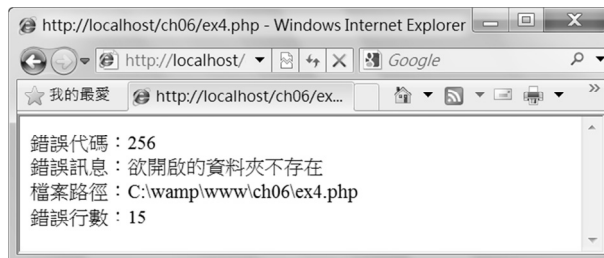 http://localhost/ch06/ex4.php - Windows Internet Explorer
http://localhost/
Google
我的最愛
http://localhost/ch06/ex...
錯誤代碼：256
錯誤訊息：欲開啟的資料夾不存在
檔案路徑：C:\wamp\www\ch06\ex4.php
錯誤行數：15